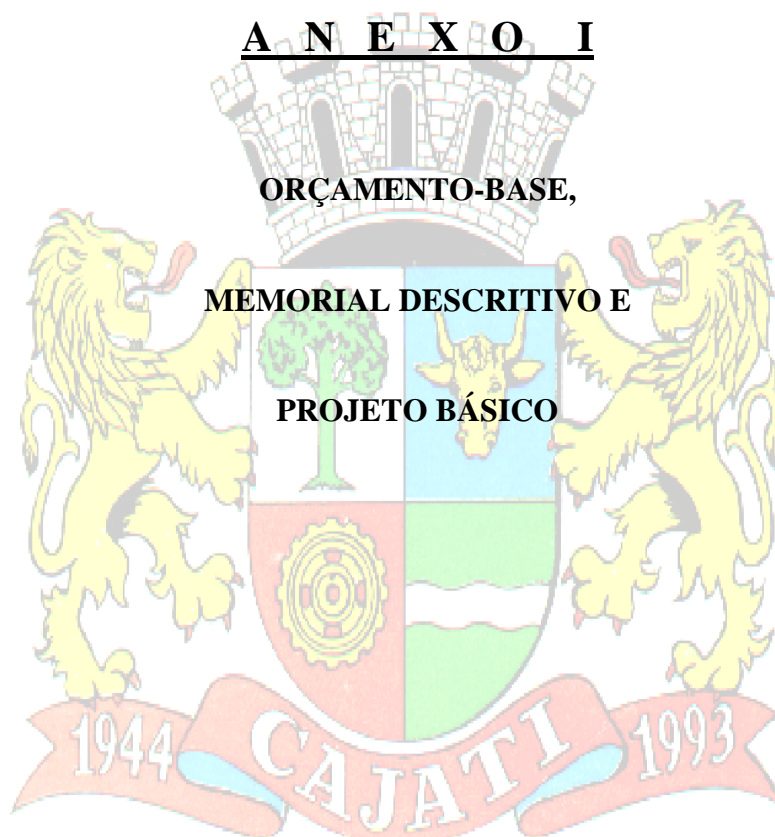 A N E X O I
ORÇAMENTO-BASE,
MEMORIAL DESCRITIVO E
PROJETO BÁSICO
1944 CAJATI 1993